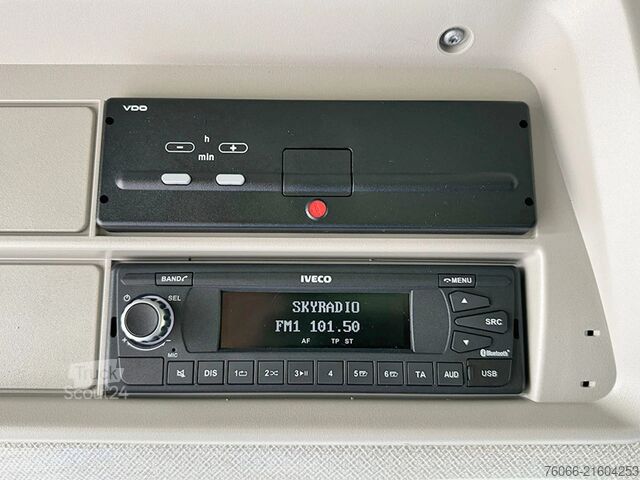 VDO
h
- +
min
IVECO
BAND
MENU
SEL
SKYRADIO
FM1 101.50
AF TP ST
SRC
+ -
MIC
Bluetooth
DIS 1 2 3 4 5 6 TA AUD USB
Truck
Scout24
76066-21604253